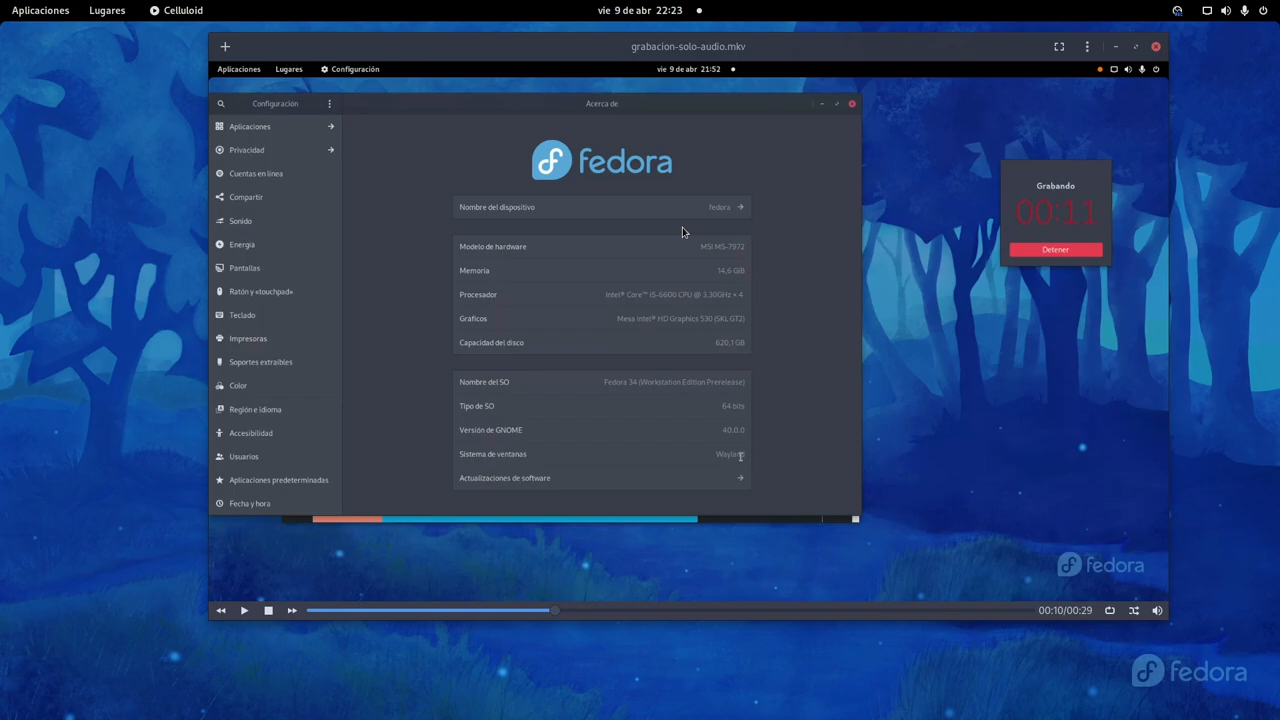 Aplicaciones Lugares Celluloid vie 9 de abr 22:23
grabacion-solo-audio.mkv
Aplicaciones Lugares Configuración vie 9 de abr 21:52
Configuración Acerca de
Aplicaciones
Privacidad
Cuentas en línea
Compartir
Sonido
Energía
Pantallas
Ratón y «touchpad»
Teclado
Impresoras
Soportes extraíbles
Color
Región e idioma
Accesibilidad
Usuarios
Aplicaciones predeterminadas
Fecha y hora
fedora
Nombre del dispositivo fedora
Modelo de hardware MSI MS-7972
Memoria 14,6 GiB
Procesador Intel® Core™ i5-6600 CPU @ 3.30GHz × 4
Gráficos Mesa Intel® HD Graphics 530 (SKL GT2)
Capacidad del disco 620,1 GB
Nombre del SO Fedora 34 (Workstation Edition Prerelease)
Tipo de SO 64 bits
Versión de GNOME 40.0.0
Sistema de ventanas Wayland
Actualizaciones de software
Grabando
00:11
Detener
fedora
00:10/00:29
fedora